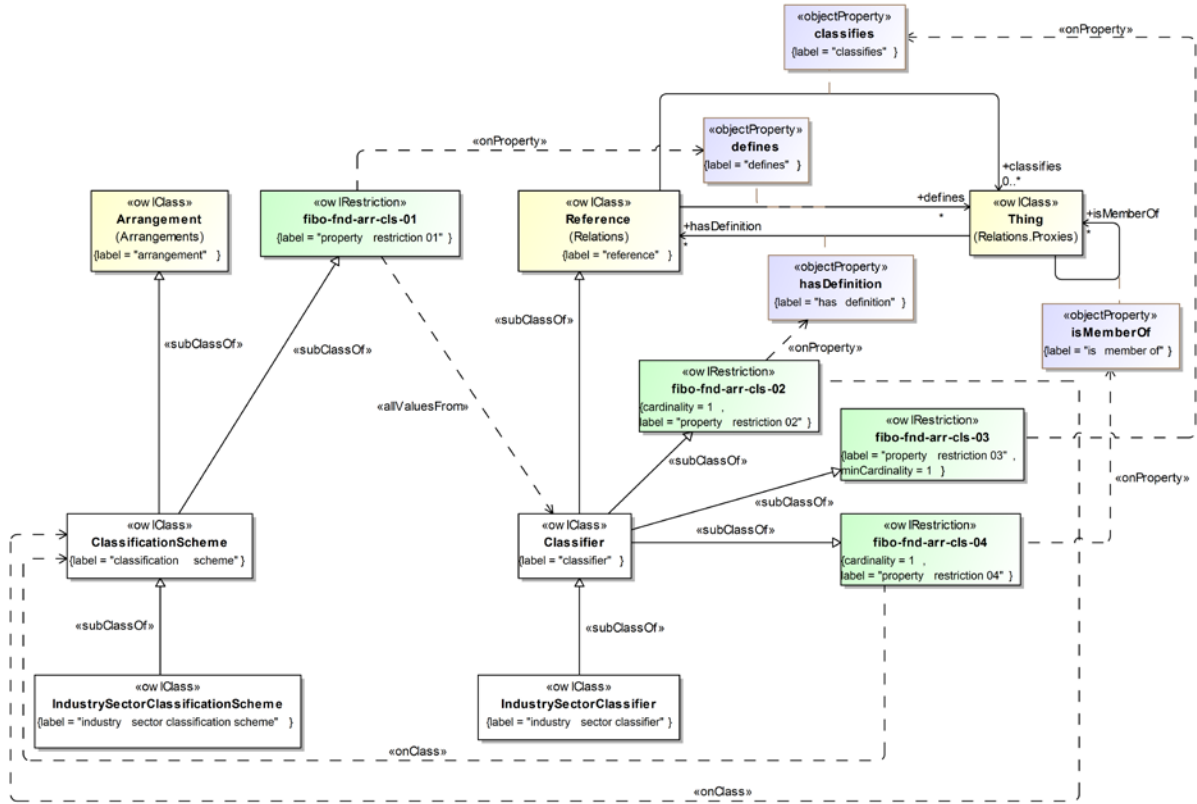 «objectProperty»
classifies
{label = "classifies" }
«onProperty»
«onProperty»
«objectProperty»
defines
{label = "defines" }
+classifies
0..*
«owlClass»
Arrangement
(Arrangements)
{label = "arrangement" }
«owlRestriction»
fibo-fnd-arr-cls-01
{label = "property restriction 01" }
«owlClass»
Reference
(Relations)
{label = "reference" }
+defines
*
+hasDefinition
*
«owlClass»
Thing
(Relations.Proxies)
+isMemberOf
*
«objectProperty»
hasDefinition
{label = "has definition" }
«objectProperty»
isMemberOf
{label = "is member of" }
«subClassOf»
«subClassOf»
«subClassOf»
«onProperty»
«allValuesFrom»
«owlRestriction»
fibo-fnd-arr-cls-02
{cardinality = 1 ,
label = "property restriction 02" }
«owlRestriction»
fibo-fnd-arr-cls-03
{label = "property restriction 03" ,
minCardinality = 1 }
«subClassOf»
«subClassOf»
«subClassOf»
«onProperty»
«owlClass»
ClassificationScheme
{label = "classification scheme" }
«owlClass»
Classifier
{label = "classifier" }
«owlRestriction»
fibo-fnd-arr-cls-04
{cardinality = 1 ,
label = "property restriction 04" }
«subClassOf»
«subClassOf»
«owlClass»
IndustrySectorClassificationScheme
{label = "industry sector classification scheme" }
«owlClass»
IndustrySectorClassifier
{label = "industry sector classifier" }
«onClass»
«onClass»